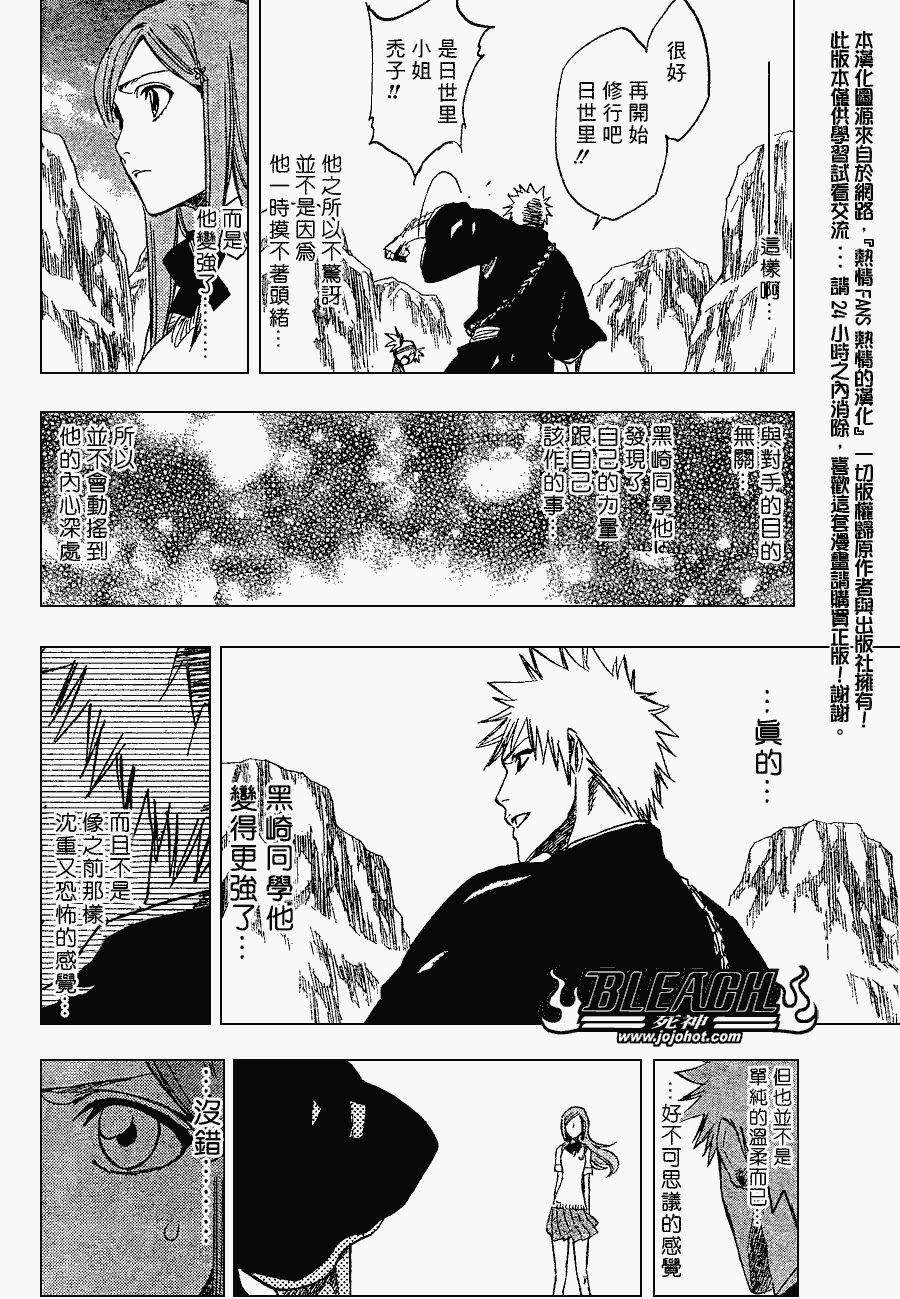 本漢化圖源來自於網路，『熱情FANS 熱情的漢化』一切版權歸原作者與出版社擁有！
此版本僅供學習試看交流...請24小時之內消除，喜歡這套漫畫請購買正版！謝謝。
這樣啊……
很好
再開始
修行吧
日世里!!
是日世里
小姐
禿子!!
他之所以不驚訝
並不是因為
他一時摸不著頭緒…
而是
他變強了………
與對手的目的
無關…
黑崎同學他
發現了
自己的力量
跟自己
該作的事…
所以
並不會動搖到
他的內心深處
…真的…
黑崎同學他
變得更強了…
而且不是
像之前那樣
沈重又恐怖的感覺…
BLEACH
死神
www.jojohot.com
但也並不是
單純的溫柔而已…
…好不可思議的感覺
…沒錯………